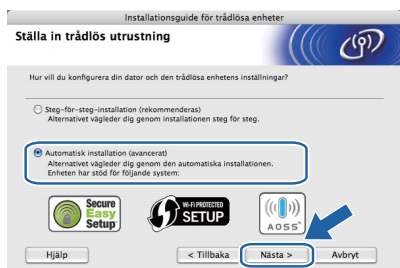 Installationsguide för trådlösa enheter
Ställa in trådlös utrustning
Hur vill du konfigurera din dator och den trådlösa enhetens inställningar?
Steg-för-steg-installation (rekommenderas)
Alternativet vägleder dig genom installationen steg för steg.
Automatisk installation (avancerat)
Alternativet vägleder dig genom den automatiska installationen.
Enheten har stöd för följande system:
Secure
Easy
Setup
Wi-Fi PROTECTED
SETUP
AOSS™
Hjälp
< Tillbaka
Nästa >
Avbryt